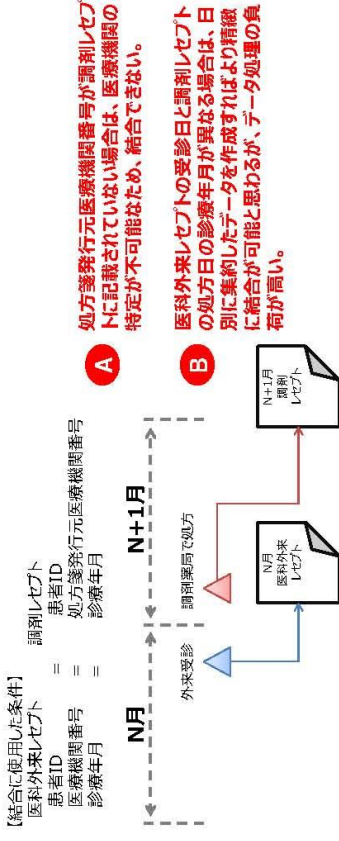 【結合に使用した条件】
医科外来レセプト 調剤レセプト
患者ID = 患者ID
医療機関番号 = 処方箋発行元医療機関番号
診療年月 = 診療年月
N月 N+1月
外来受診 調剤薬局で処方
N月
医科外来
レセプト
N+1月
調剤
レセプト
A
処方箋発行元医療機関番号が調剤レセプ
トに記載されていない場合は、医療機関の
特定が不可能なため、結合できない。
B
医科外来レセプトの受診日と調剤レセプト
の処方日の診療年月が異なる場合は、日
別に集約したデータを作成すればより精緻
に結合が可能と思わるが、データ処理の負
荷が高い。